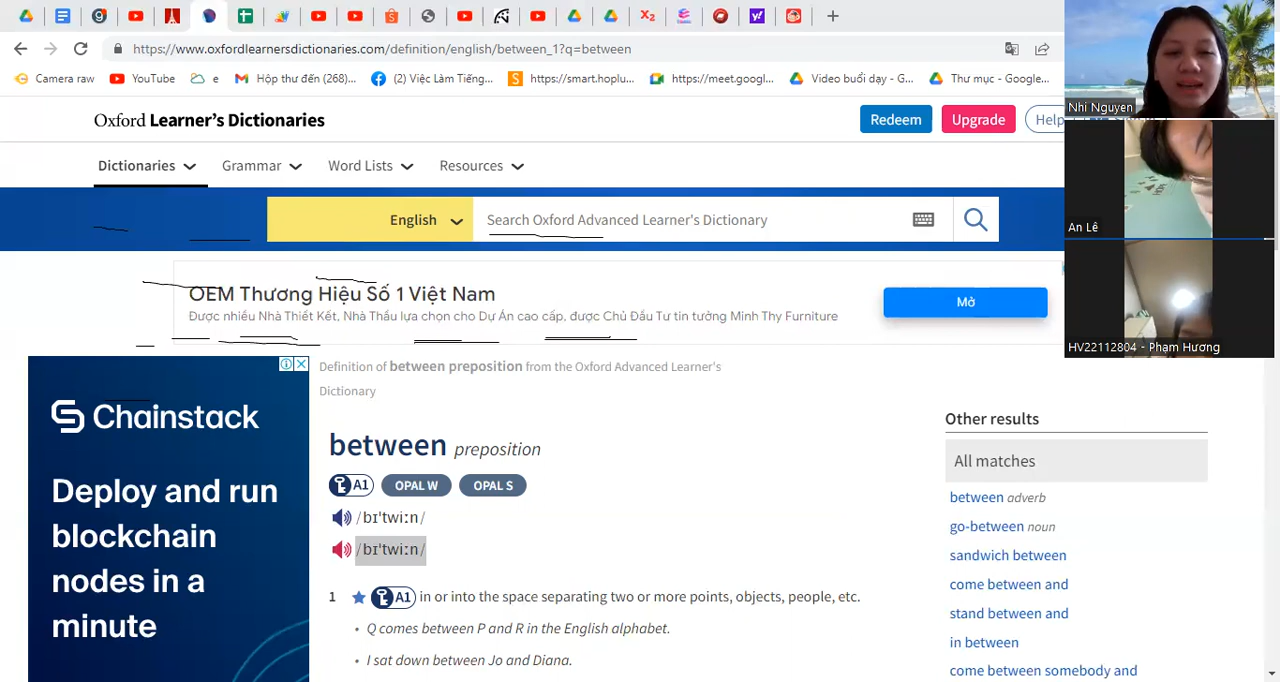 https://www.oxfordlearnersdictionaries.com/definition/english/between_1?q=between
Camera raw
YouTube
e
Hộp thư đến (268)...
(2) Việc Làm Tiếng...
https://smart.hoplu...
https://meet.googl...
Video buổi dạy - G...
Thư mục - Google...
Nhi Nguyen
Oxford Learner's Dictionaries
Redeem
Upgrade
Help
Dictionaries
Grammar
Word Lists
Resources
English
Search Oxford Advanced Learner's Dictionary
An Lê
OEM Thương Hiệu Số 1 Việt Nam
Được nhiều Nhà Thiết Kết, Nhà Thầu lựa chọn cho Dự Án cao cấp, được Chủ Đầu Tư tin tưởng Minh Thy Furniture
Mở
HV22112804 - Phạm Hương
Chainstack
Deploy and run
blockchain
nodes in a
minute
Definition of between preposition from the Oxford Advanced Learner's
Dictionary
between preposition
A1 OPAL W OPAL S
/bɪˈtwiːn/
/bɪˈtwiːn/
1 A1 in or into the space separating two or more points, objects, people, etc.
• Q comes between P and R in the English alphabet.
• I sat down between Jo and Diana.
Other results
All matches
between adverb
go-between noun
sandwich between
come between and
stand between and
in between
come between somebody and